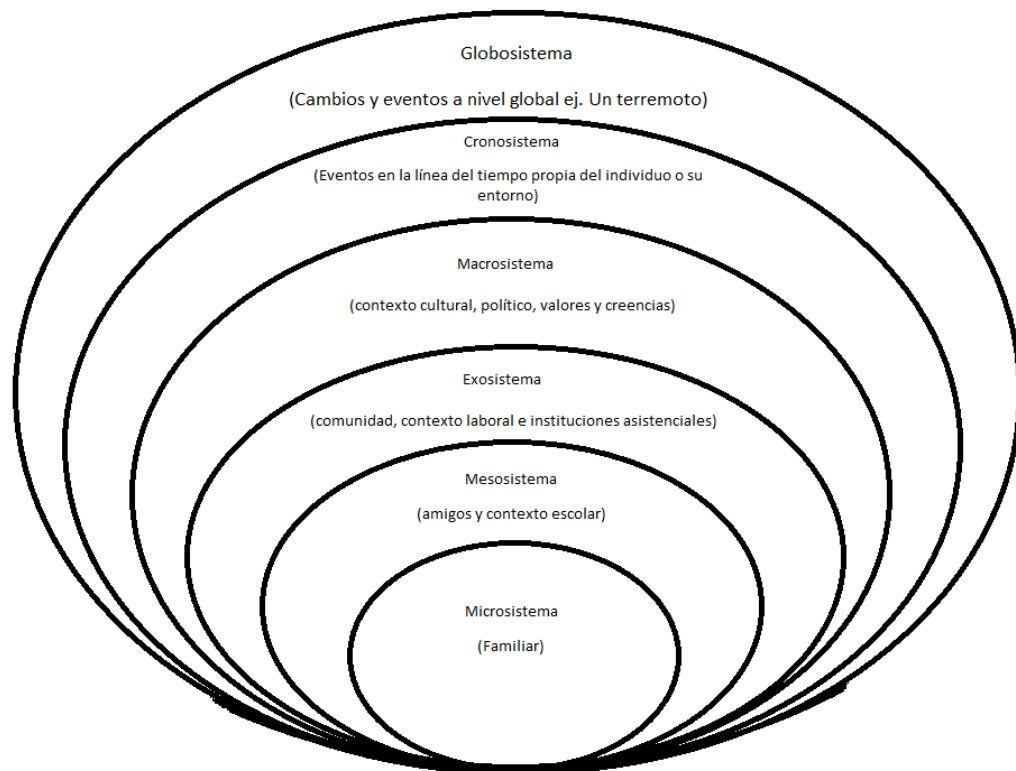 Globosistema
(Cambios y eventos a nivel global ej. Un terremoto)
Cronosistema
(Eventos en la línea del tiempo propia del individuo o su
entorno)
Macrosistema
(contexto cultural, político, valores y creencias)
Exosistema
(comunidad, contexto laboral e instituciones asistenciales)
Mesosistema
(amigos y contexto escolar)
Microsistema
(Familiar)